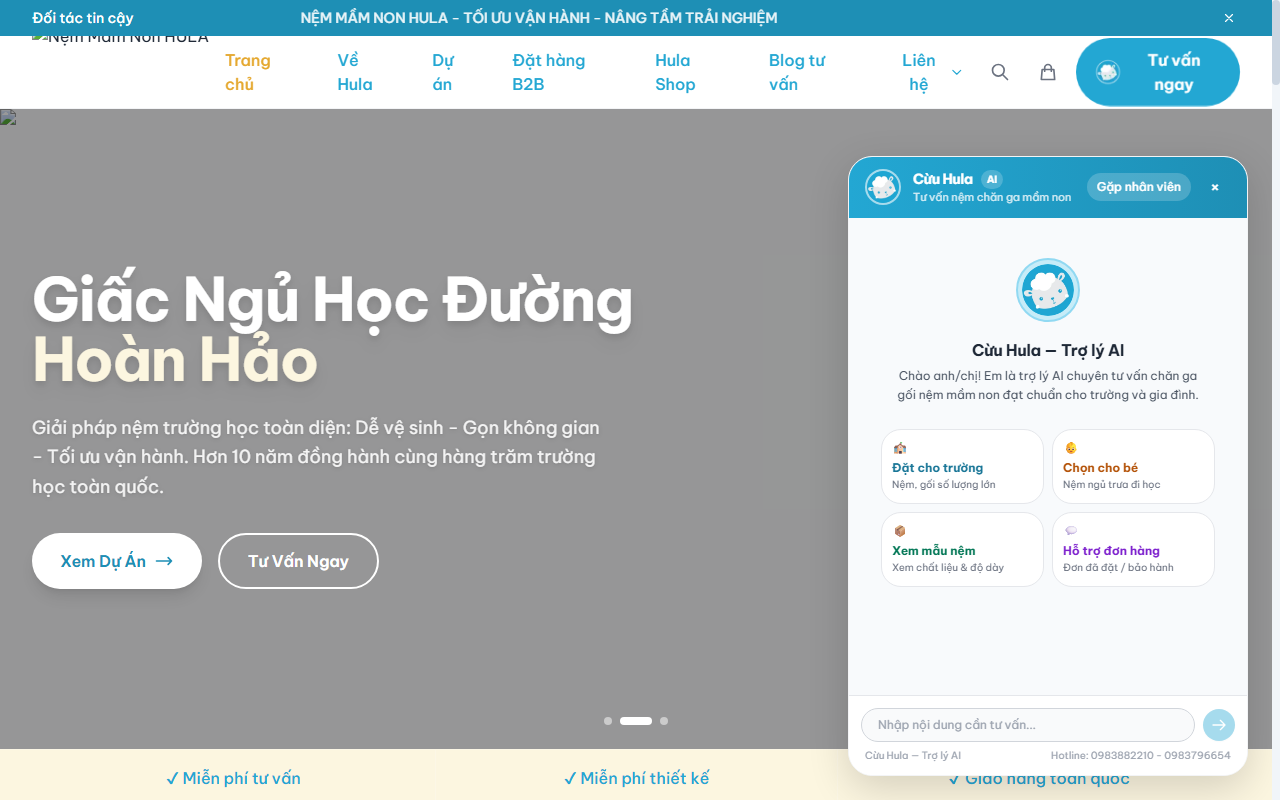 Đối tác tin cậy
NỆM MẦM NON HULA - TỐI ƯU VẬN HÀNH - NÂNG TẦM TRẢI NGHIỆM
Nệm Mầm Non HULA
Trang chủ
Về Hula
Dự án
Đặt hàng B2B
Hula Shop
Blog tư vấn
Liên hệ
Tư vấn ngay
Giấc Ngủ Học Đường
Hoàn Hảo
Giải pháp nệm trường học toàn diện: Dễ vệ sinh - Gọn không gian
- Tối ưu vận hành. Hơn 10 năm đồng hành cùng hàng trăm trường
học toàn quốc.
Xem Dự Án
Tư Vấn Ngay
Cừu Hula AI
Tư vấn nệm chăn ga mầm non
Gặp nhân viên
Cừu Hula — Trợ lý AI
Chào anh/chị! Em là trợ lý AI chuyên tư vấn chăn ga
gối nệm mầm non đạt chuẩn cho trường và gia đình.
Đặt cho trường
Nệm, gối số lượng lớn
Chọn cho bé
Nệm ngủ trưa đi học
Xem mẫu nệm
Xem chất liệu & độ dày
Hỗ trợ đơn hàng
Đơn đã đặt / bảo hành
Nhập nội dung cần tư vấn...
Cừu Hula — Trợ lý AI
Hotline: 0983882210 - 0983796654
✓ Miễn phí tư vấn
✓ Miễn phí thiết kế
✓ Giao hàng toàn quốc